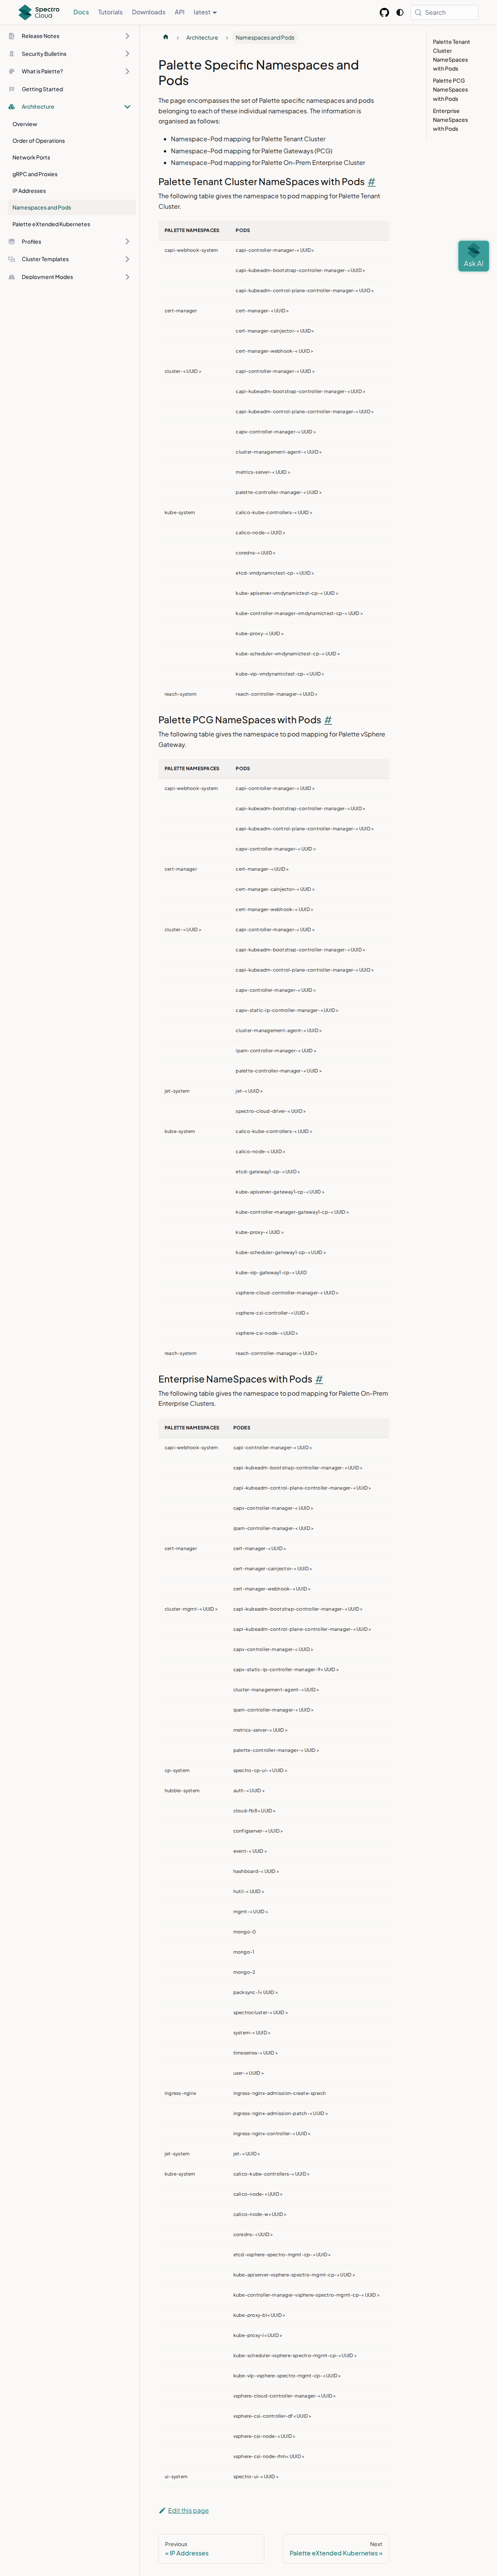 Spectro Cloud
Docs
Tutorials
Downloads
API
latest
Search
Release Notes
Security Bulletins
What is Palette?
Getting Started
Architecture
Overview
Order of Operations
Network Ports
gRPC and Proxies
IP Addresses
Namespaces and Pods
Palette eXtended Kubernetes
Profiles
Cluster Templates
Deployment Modes
Architecture
Namespaces and Pods
Palette Specific Namespaces and Pods
The page encompasses the set of Palette specific namespaces and pods
belonging to each of these individual namespaces. The information is
organised as follows:
Namespace-Pod mapping for Palette Tenant Cluster
Namespace-Pod mapping for Palette Gateways (PCG)
Namespace-Pod mapping for Palette On-Prem Enterprise Cluster
Palette Tenant Cluster NameSpaces with Pods #
The following table gives the namespace to pod mapping for Palette Tenant
Cluster.
PALETTE NAMESPACES PODS
capi-webhook-system capi-controller-manager-< UUID >
capi-kubeadm-bootstrap-controller-manager-< UUID >
capi-kubeadm-control-plane-controller-manager-< UUID >
cert-manager cert-manager-< UUID >
cert-manager-cainjector-< UUID >
cert-manager-webhook-< UUID >
cluster-< UUID > capi-controller-manager-< UUID >
capi-kubeadm-bootstrap-controller-manager-< UUID >
capi-kubeadm-control-plane-controller-manager-< UUID >
capv-controller-manager-< UUID >
cluster-management-agent-< UUID >
metrics-server-< UUID >
palette-controller-manager-< UUID >
kube-system calico-kube-controllers-< UUID >
calico-node-< UUID >
coredns-< UUID >
etcd-vmdynamictest-cp-< UUID >
kube-apiserver-vmdynamictest-cp-< UUID >
kube-controller-manager-vmdynamictest-cp-< UUID >
kube-proxy-< UUID >
kube-scheduler-vmdynamictest-cp-< UUID >
kube-vip-vmdynamictest-cp-< UUID >
reach-system reach-controller-manager-< UUID >
Palette PCG NameSpaces with Pods #
The following table gives the namespace to pod mapping for Palette vSphere
Gateway.
PALETTE NAMESPACES PODS
capi-webhook-system capi-controller-manager-< UUID >
capi-kubeadm-bootstrap-controller-manager-< UUID >
capi-kubeadm-control-plane-controller-manager-< UUID >
capv-controller-manager-< UUID >
cert-manager cert-manager-< UUID >
cert-manager-cainjector-< UUID >
cert-manager-webhook-< UUID >
cluster-< UUID > capi-controller-manager-< UUID >
capi-kubeadm-bootstrap-controller-manager-< UUID >
capi-kubeadm-control-plane-controller-manager-< UUID >
capv-controller-manager-< UUID >
capv-static-ip-controller-manager-< UUID >
cluster-management-agent-< UUID >
ipam-controller-manager-< UUID >
palette-controller-manager-< UUID >
jet-system jet-< UUID >
spectro-cloud-driver-< UUID >
kube-system calico-kube-controllers-< UUID >
calico-node-< UUID >
etcd-gateway1-cp-< UUID >
kube-apiserver-gateway1-cp-< UUID >
kube-controller-manager-gateway1-cp-< UUID >
kube-proxy-< UUID >
kube-scheduler-gateway1-cp-< UUID >
kube-vip-gateway1-cp-< UUID
vsphere-cloud-controller-manager-< UUID >
vsphere-csi-controller-< UUID >
vsphere-csi-node-< UUID >
reach-system reach-controller-manager-< UUID >
Enterprise NameSpaces with Pods #
The following table gives the namespace to pod mapping for Palette On-Prem
Enterprise Clusters.
PALETTE NAMESPACES PODES
capi-webhook-system capi-controller-manager-< UUID >
capi-kubeadm-bootstrap-controller-manager-< UUID >
capi-kubeadm-control-plane-controller-manager-< UUID >
capv-controller-manager-< UUID >
ipam-controller-manager-< UUID >
cert-manager cert-manager-< UUID >
cert-manager-cainjector-< UUID >
cert-manager-webhook-< UUID >
cluster-mgmt-< UUID > capi-kubeadm-bootstrap-controller-manager-< UUID >
capi-kubeadm-control-plane-controller-manager-< UUID >
capv-controller-manager-< UUID >
capv-static-ip-controller-manager-9< UUID >
cluster-management-agent-< UUID >
ipam-controller-manager-< UUID >
metrics-server-< UUID >
palette-controller-manager-< UUID >
cp-system spectro-cp-ui-< UUID >
hubble-system auth-< UUID >
cloud-fb8< UUID >
configserver-< UUID >
event-< UUID >
hashboard-< UUID >
hutil-< UUID >
mgmt-< UUID >
mongo-0
mongo-1
mongo-2
packsync-1< UUID >
spectrocluster-< UUID >
system-< UUID >
timeseries-< UUID >
user-< UUID >
ingress-nginx ingress-nginx-admission-create-spwch
ingress-nginx-admission-patch-< UUID >
ingress-nginx-controller-< UUID >
jet-system jet-< UUID >
kube-system calico-kube-controllers-< UUID >
calico-node-< UUID >
calico-node-w< UUID >
coredns-< UUID >
etcd-vsphere-spectro-mgmt-cp-< UUID >
kube-apiserver-vsphere-spectro-mgmt-cp-< UUID >
kube-controller-manager-vsphere-spectro-mgmt-cp-< UUID >
kube-proxy-bl< UUID >
kube-proxy-l< UUID >
kube-scheduler-vsphere-spectro-mgmt-cp-< UUID >
kube-vip-vsphere-spectro-mgmt-cp-< UUID >
vsphere-cloud-controller-manager-< UUID >
vsphere-csi-controller-df< UUID >
vsphere-csi-node-< UUID >
vsphere-csi-node-rhm< UUID >
ui-system spectro-ui-< UUID <
Edit this page
Previous
« IP Addresses
Next
Palette eXtended Kubernetes »
Palette Tenant
Cluster
NameSpaces
with Pods
Palette PCG
NameSpaces
with Pods
Enterprise
NameSpaces
with Pods
Ask AI